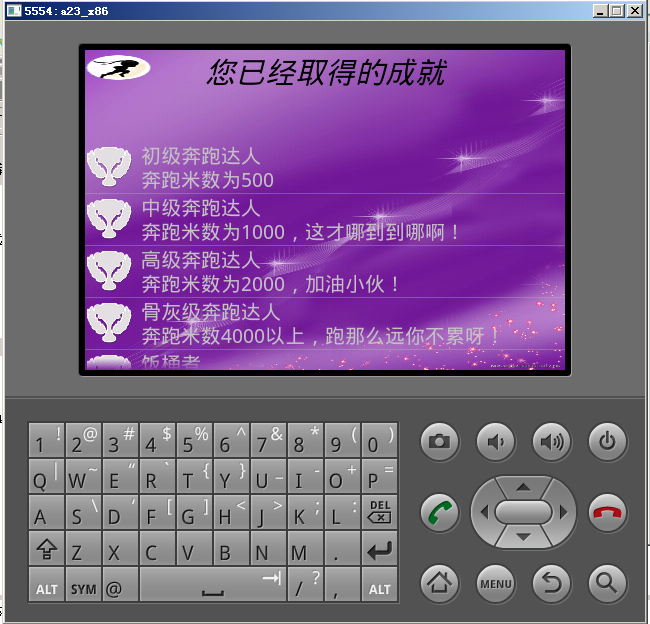 5554:a23_x86
您已经取得的成就
初级奔跑达人
奔跑米数为500
中级奔跑达人
奔跑米数为1000，这才哪到到哪啊！
高级奔跑达人
奔跑米数为2000，加油小伙！
骨灰级奔跑达人
奔跑米数4000以上，跑那么远你不累呀！
饭桶者
1 ! 2 @ 3 # 4 $ 5 % 6 ^ 7 & 8 * 9 ( 0 )
Q | W ~ E “ R ` T { Y } U _ I - O + P =
A S \ D ‘ F [ G ] H < J > K ; L : DEL
Z X C V B N M .
ALT SYM @ / ? , ALT
MENU